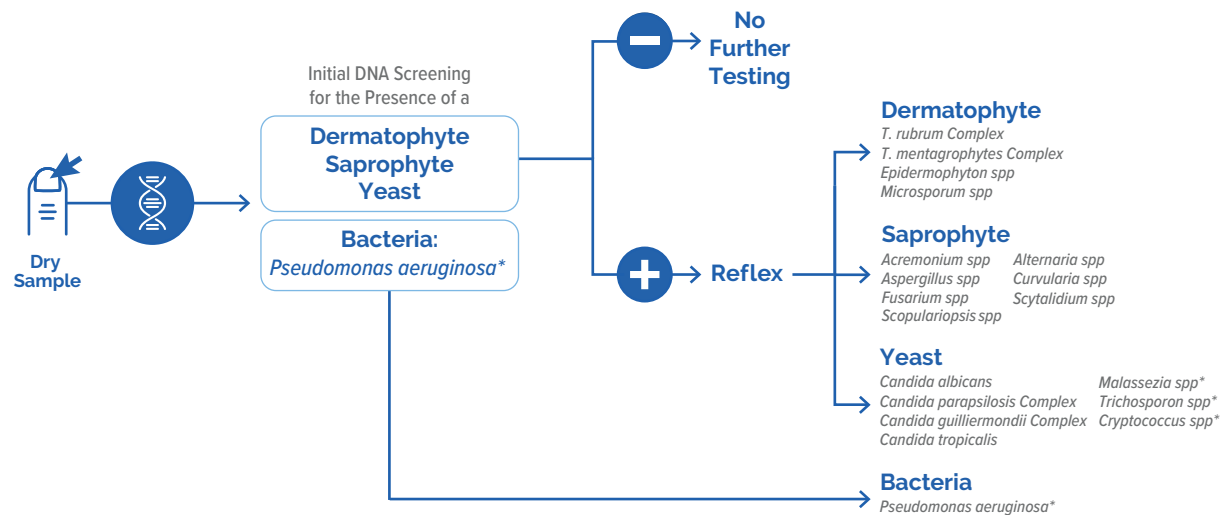 Dry
Sample
Initial DNA Screening
for the Presence of a
Dermatophyte
Saprophyte
Yeast
Bacteria:
Pseudomonas aeruginosa*
No
Further
Testing
Reflex
Dermatophyte
T. rubrum Complex
T. mentagrophytes Complex
Epidermophyton spp
Microsporum spp
Saprophyte
Acremonium spp
Aspergillus spp
Fusarium spp
Scopulariopsis spp
Alternaria spp
Curvularia spp
Scytalidium spp
Yeast
Candida albicans
Candida parapsilosis Complex
Candida guilliermondii Complex
Candida tropicalis
Malassezia spp*
Trichosporon spp*
Cryptococcus spp*
Bacteria
Pseudomonas aeruginosa*